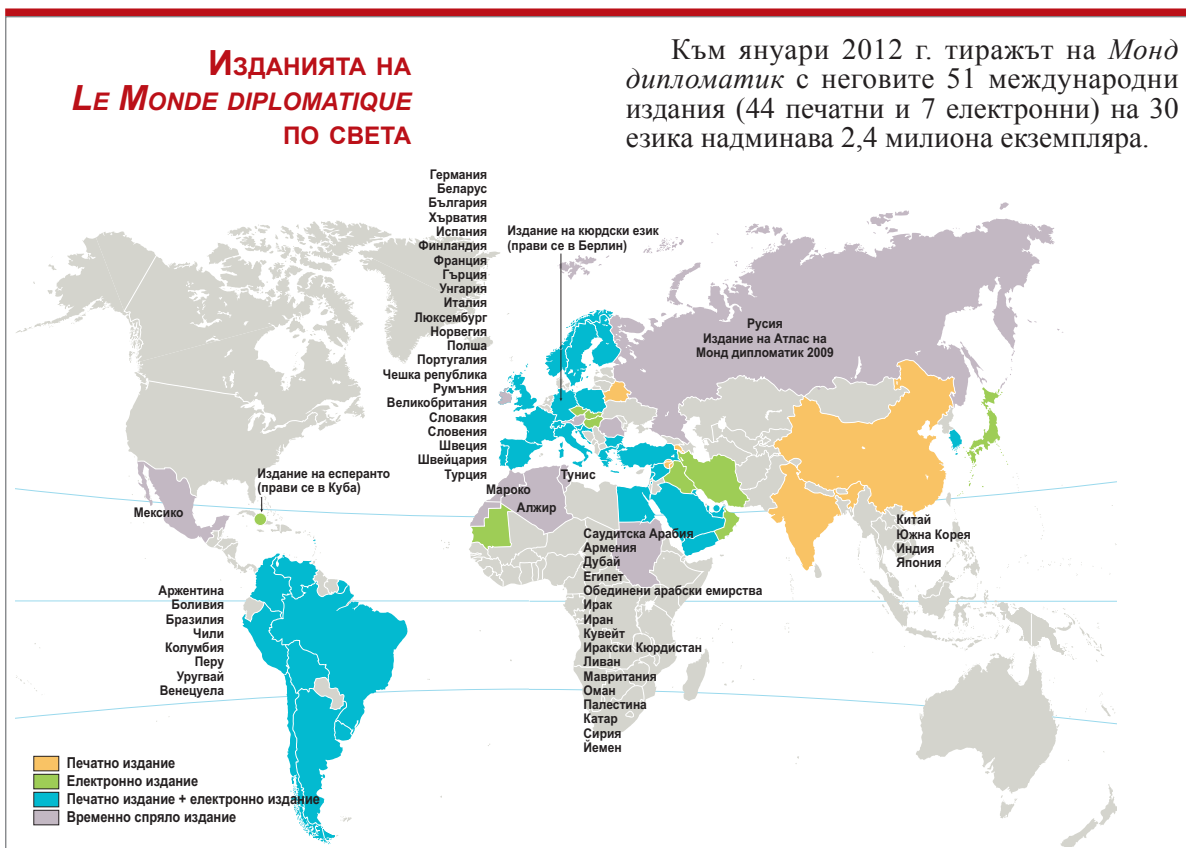 Изданията на
Le Monde diplomatique
по света
Към януари 2012 г. тиражът на Монд
дипломатик с неговите 51 международни
издания (44 печатни и 7 електронни) на 30
езика надминава 2,4 милиона екземпляра.
Германия
Беларус
България
Хърватия
Испания
Финландия
Франция
Гърция
Унгария
Италия
Люксембург
Норвегия
Полша
Португалия
Чешка република
Румъния
Великобритания
Словакия
Словения
Швеция
Швейцария
Турция
Издание на кюрдски език
(прави се в Берлин)
Русия
Издание на Атлас на
Монд дипломатик 2009
Издание на есперанто
(прави се в Куба)
Мексико
Тунис
Мароко
Алжир
Саудитска Арабия
Армения
Дубай
Египет
Обединени арабски емирства
Ирак
Иран
Кувейт
Иракски Кюрдистан
Ливан
Мавритания
Оман
Палестина
Катар
Сирия
Йемен
Китай
Южна Корея
Индия
Япония
Аржентина
Боливия
Бразилия
Чили
Колумбия
Перу
Уругвай
Венецуела
Печатно издание
Електронно издание
Печатно издание + електронно издание
Временно спряло издание